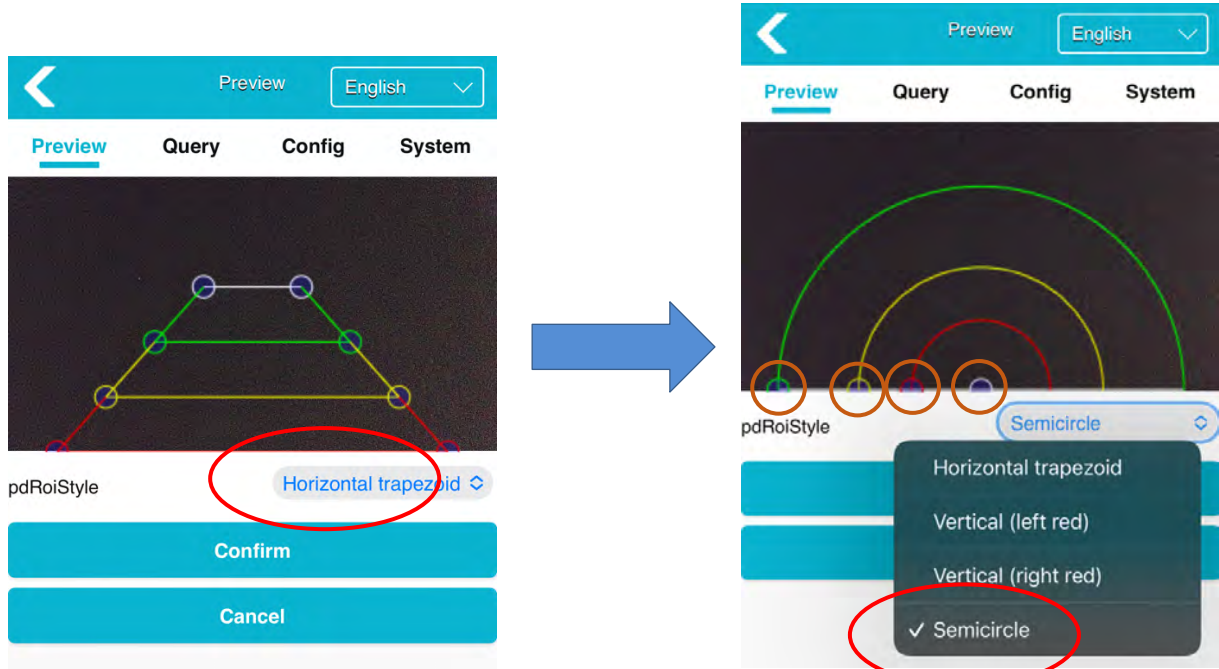 Preview
English
Preview Query Config System
pdRoiStyle
Horizontal trapezoid
Confirm
Cancel
Preview
English
Preview Query Config System
pdRoiStyle
Semicircle
Horizontal trapezoid
Vertical (left red)
Vertical (right red)
Semicircle